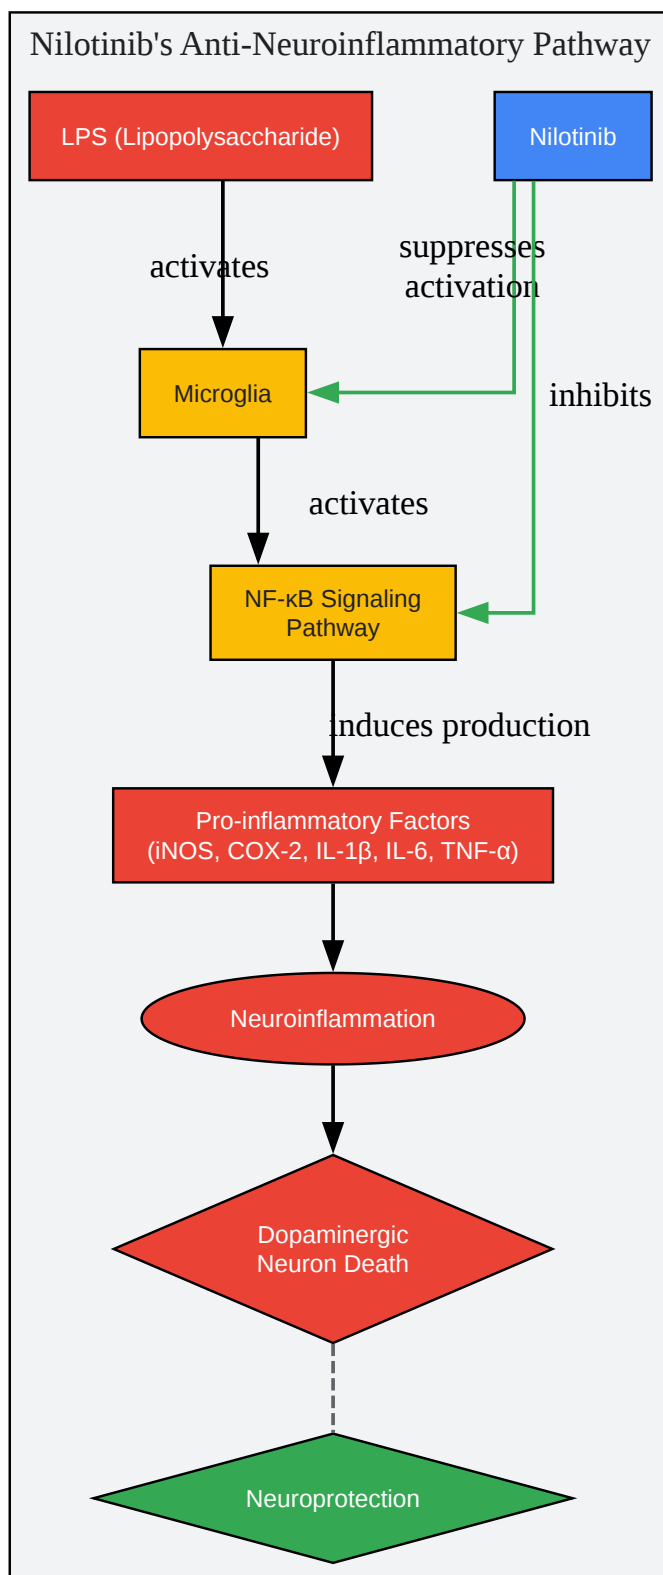 Nilotinib's Anti-Neuroinflammatory Pathway
LPS (Lipopolysaccharide)
Nilotinib
activates
suppresses
activation
Microglia
inhibits
activates
NF-κB Signaling
Pathway
induces production
Pro-inflammatory Factors
(iNOS, COX-2, IL-1β, IL-6, TNF-α)
Neuroinflammation
Dopaminergic
Neuron Death
Neuroprotection